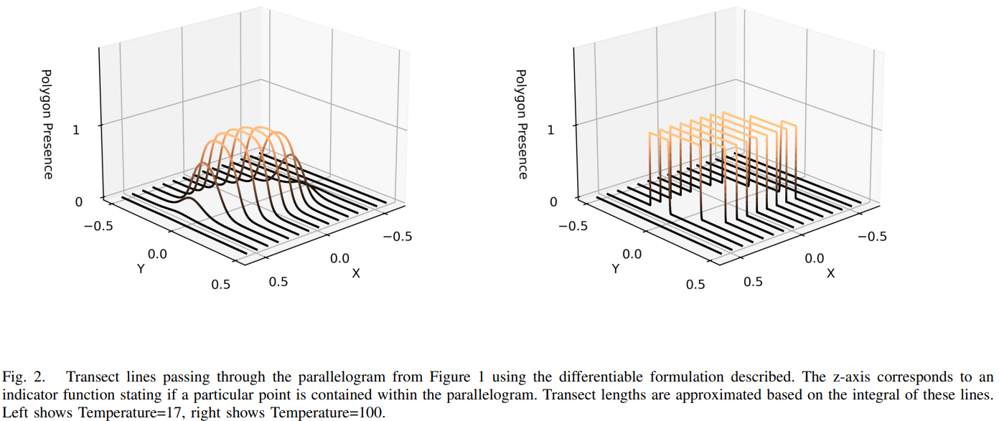 Polygon Presence
1
0
−0.5
0.0
Y
0.5
0.5
0.0
X
−0.5
Polygon Presence
1
0
−0.5
0.0
Y
0.5
0.5
0.0
X
−0.5
Fig. 2. Transect lines passing through the parallelogram from Figure 1 using the differentiable formulation described. The z-axis corresponds to an
indicator function stating if a particular point is contained within the parallelogram. Transect lengths are approximated based on the integral of these lines.
Left shows Temperature=17, right shows Temperature=100.